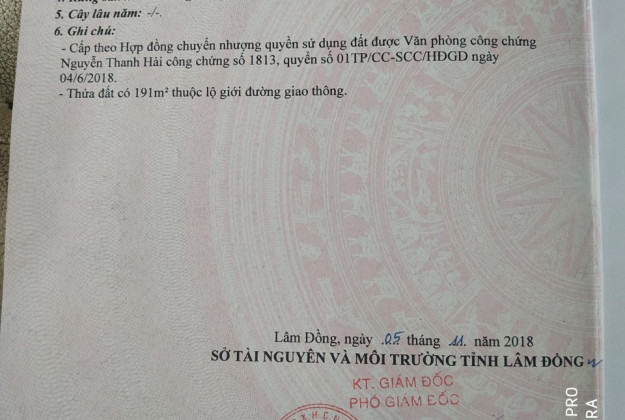 5. Cây lâu năm: -/-.
6. Ghi chú:
- Cấp theo Hợp đồng chuyển nhượng quyền sử dụng đất được Văn phòng công chứng
Nguyễn Thanh Hải công chứng số 1813, quyển số 01TP/CC-SCC/HĐGD ngày
04/6/2018.
- Thửa đất có 191m² thuộc lộ giới đường giao thông.
Lâm Đồng, ngày 05 tháng 11. năm 2018
SỞ TÀI NGUYÊN VÀ MÔI TRƯỜNG TỈNH LÂM ĐỒNG
KT. GIÁM ĐỐC
PHÓ GIÁM ĐỐC
X.H.C.N
PRO